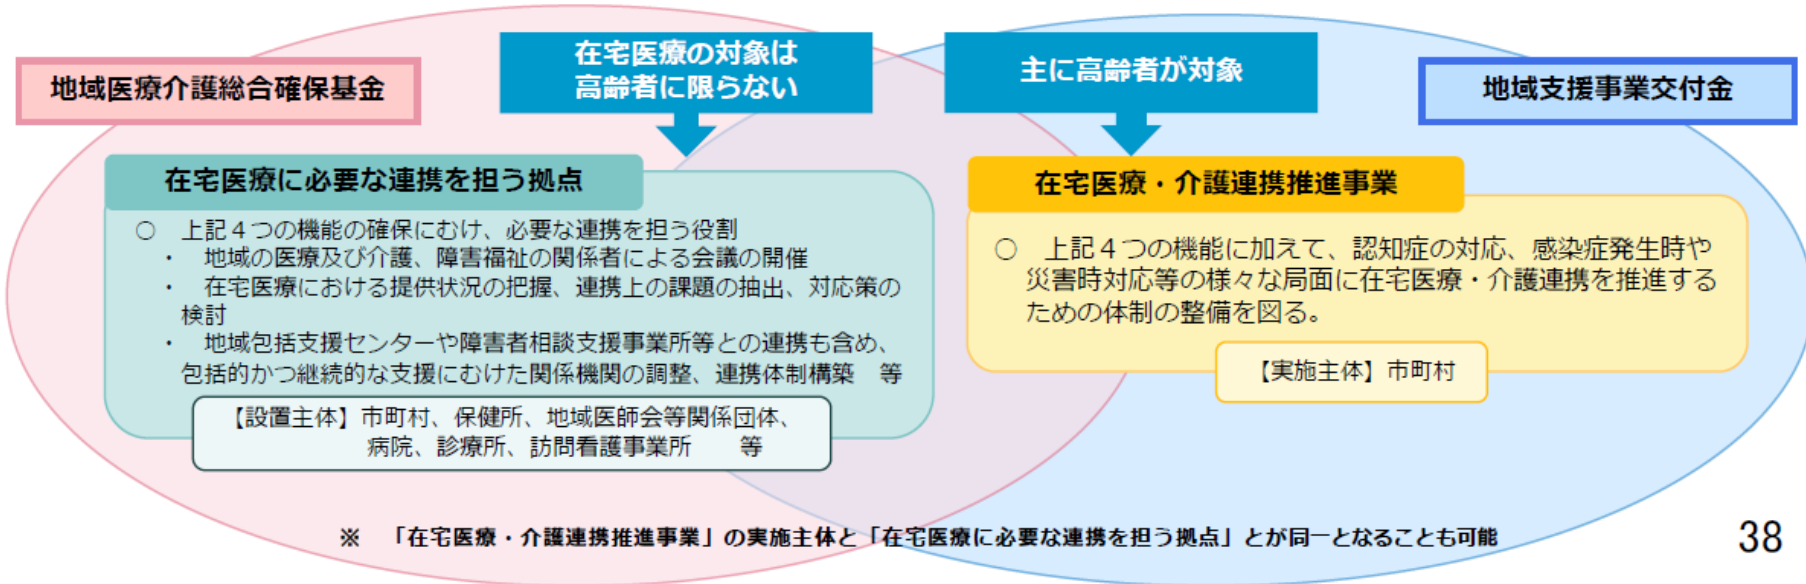 在宅医療の対象は
高齢者に限らない
主に高齢者が対象
地域医療介護総合確保基金
地域支援事業交付金
在宅医療に必要な連携を担う拠点
○　上記４つの機能の確保にむけ、必要な連携を担う役割
・　地域の医療及び介護、障害福祉の関係者による会議の開催
・　在宅医療における提供状況の把握、連携上の課題の抽出、対応策の
検討
・　地域包括支援センターや障害者相談支援事業所等との連携も含め、
包括的かつ継続的な支援にむけた関係機関の調整、連携体制構築　等
【設置主体】市町村、保健所、地域医師会等関係団体、
病院、診療所、訪問看護事業所　　等
在宅医療・介護連携推進事業
○　上記４つの機能に加えて、認知症の対応、感染症発生時や
災害時対応等の様々な局面に在宅医療・介護連携を推進する
ための体制の整備を図る。
【実施主体】市町村
※　「在宅医療・介護連携推進事業」の実施主体と「在宅医療に必要な連携を担う拠点」とが同一となることも可能
38